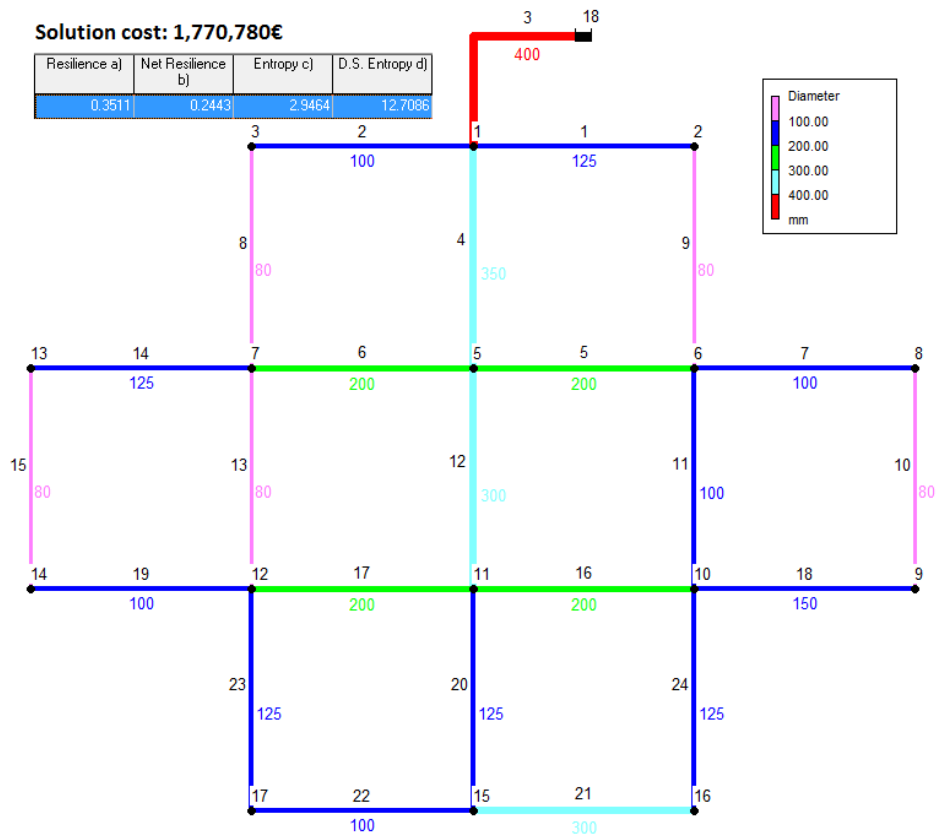 3 18
Solution cost: 1,770,780€
400
Resilience a) Net Resilience b) Entropy c) D.S. Entropy d)
0.3511 0.2443 2.9464 12.7086
Diameter
100.00
200.00
300.00
400.00
mm
3 2 1 1 2
100 125
8 4 9
80 350 80
13 14 7 6 5 5 6 7 8
125 200 200 100
15 13 12 11 10
80 80 300 100 80
14 19 12 17 11 16 10 18 9
100 200 200 150
23 20 24
125 125 125
17 22 15 21 16
100 300